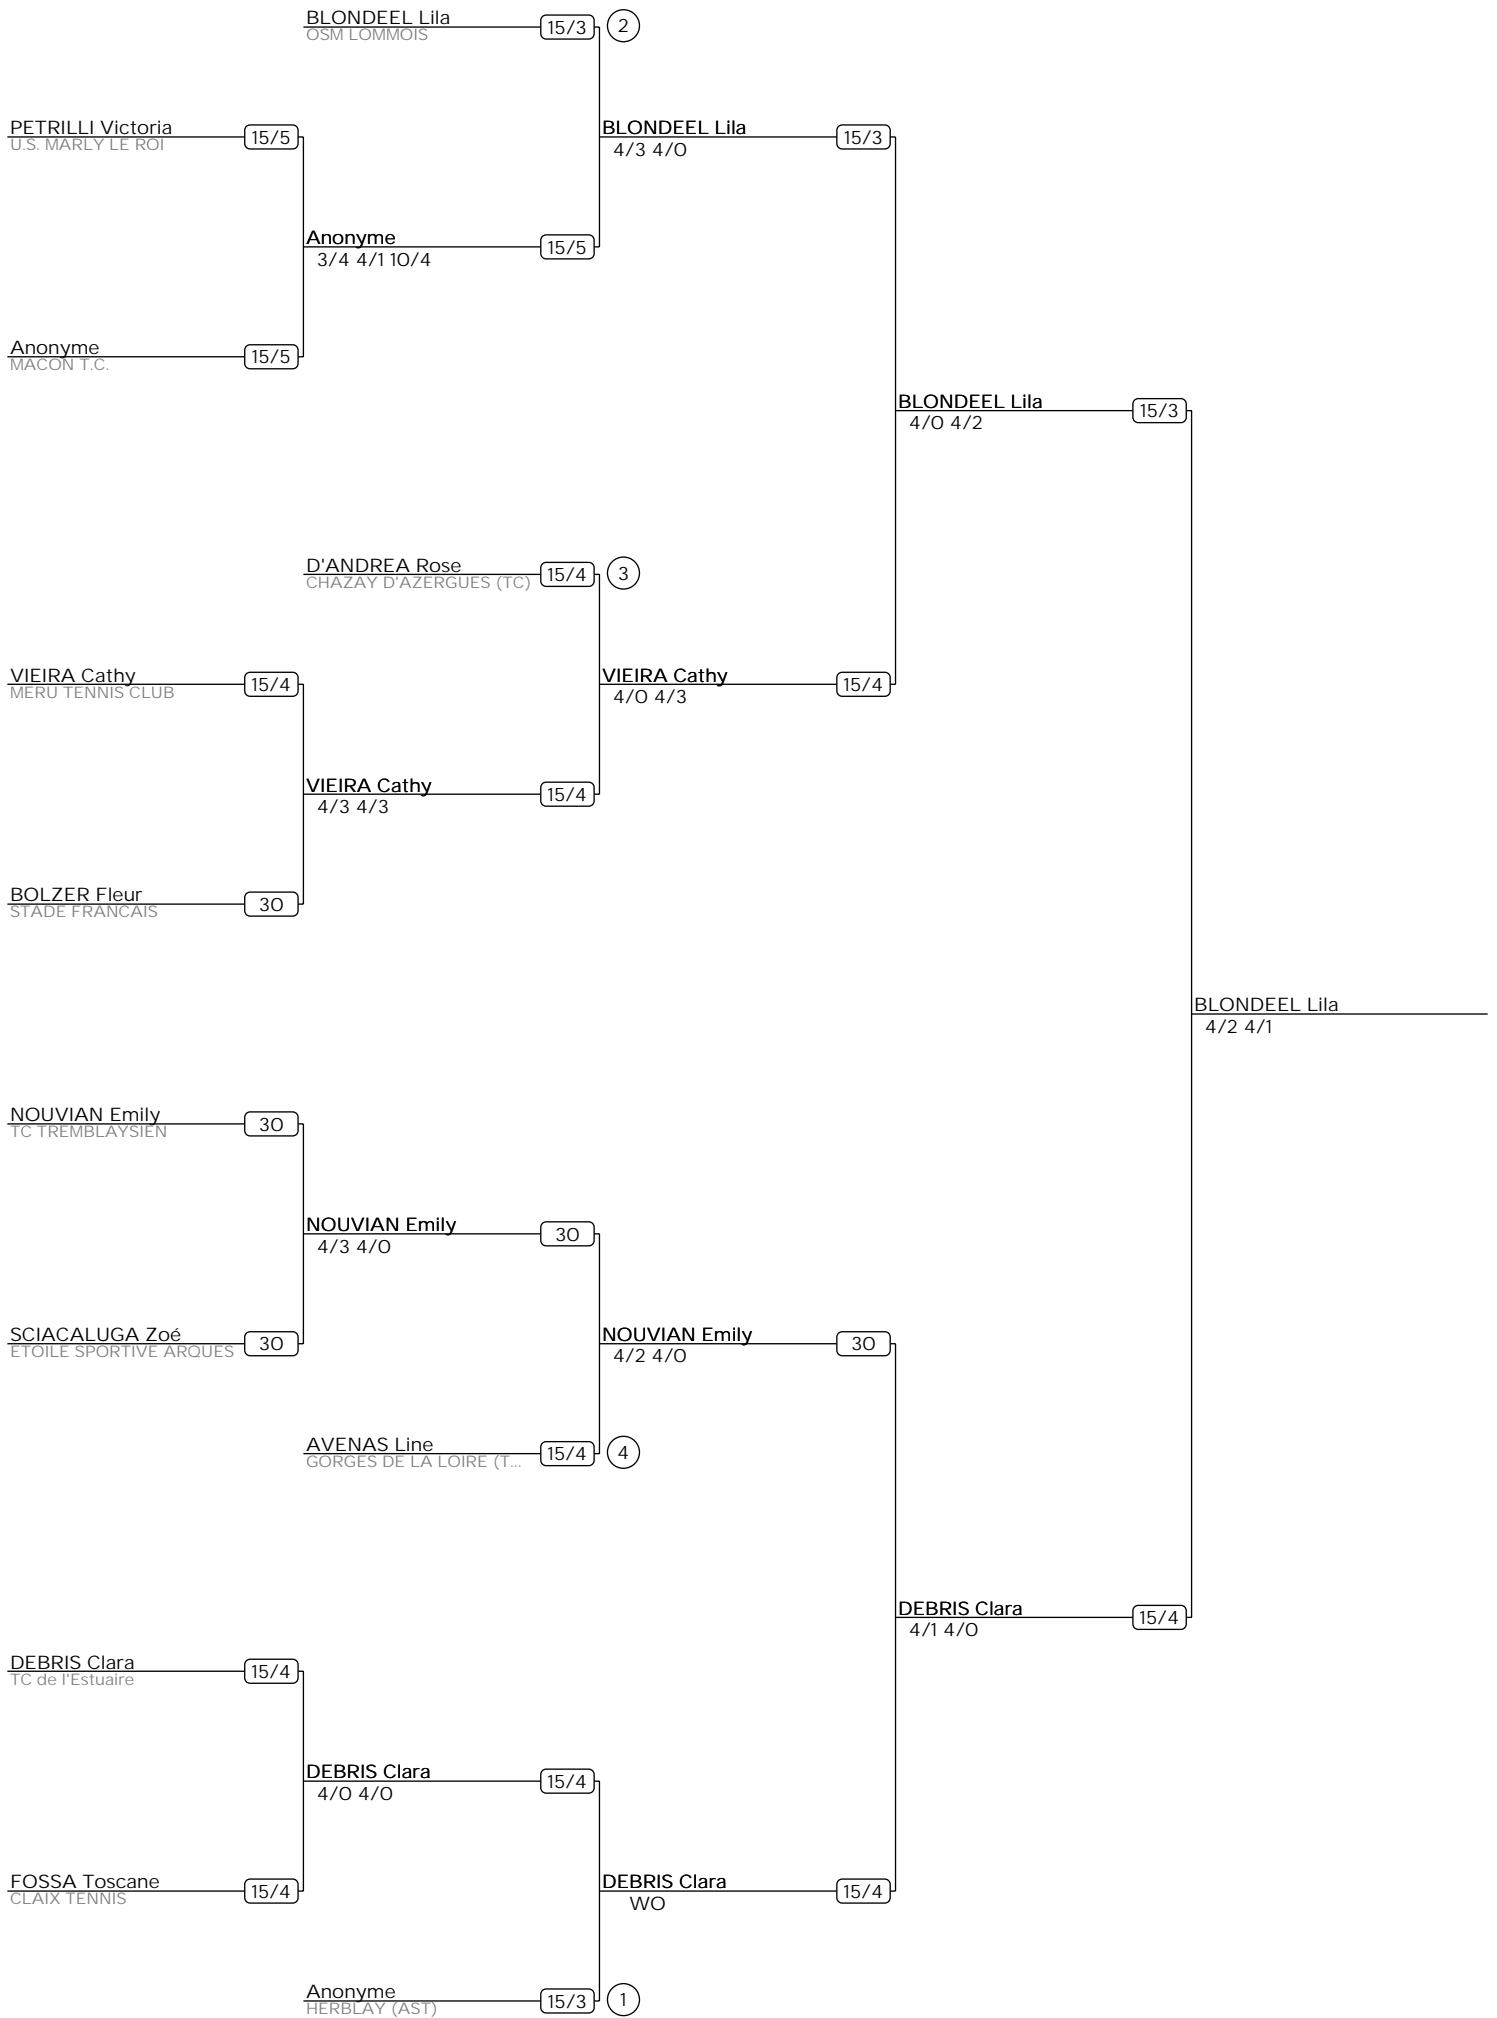 BLONDEEL Lila
OSM LOMMOIS
15/3
2
PETRILLI Victoria
U.S. MARLY LE ROI
15/5
BLONDEEL Lila
4/3 4/0
15/3
Anonyme
3/4 4/1 10/4
15/5
Anonyme
MACON T.C.
15/5
BLONDEEL Lila
4/0 4/2
15/3
D'ANDREA Rose
CHAZAY D'AZERGUES (TC)
15/4
3
VIEIRA Cathy
MERU TENNIS CLUB
15/4
VIEIRA Cathy
4/0 4/3
15/4
VIEIRA Cathy
4/3 4/3
15/4
BOLZER Fleur
STADE FRANCAIS
30
BLONDEEL Lila
4/2 4/1
NOUVIAN Emily
TC TREMBLAYSIEN
30
NOUVIAN Emily
4/3 4/0
30
SCIACALUGA Zoé
ETOILE SPORTIVE ARQUES
30
NOUVIAN Emily
4/2 4/0
30
AVENAS Line
GORGES DE LA LOIRE (T...
15/4
4
DEBRIS Clara
4/1 4/0
15/4
DEBRIS Clara
TC de l'Estuaire
15/4
DEBRIS Clara
4/0 4/0
15/4
FOSSA Toscane
CLAIX TENNIS
15/4
DEBRIS Clara
WO
15/4
Anonyme
HERBLAY (AST)
15/3
1